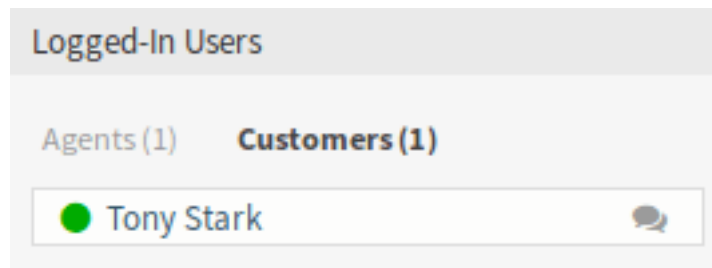 Logged-In Users
Agents (1) Customers (1)
Tony Stark